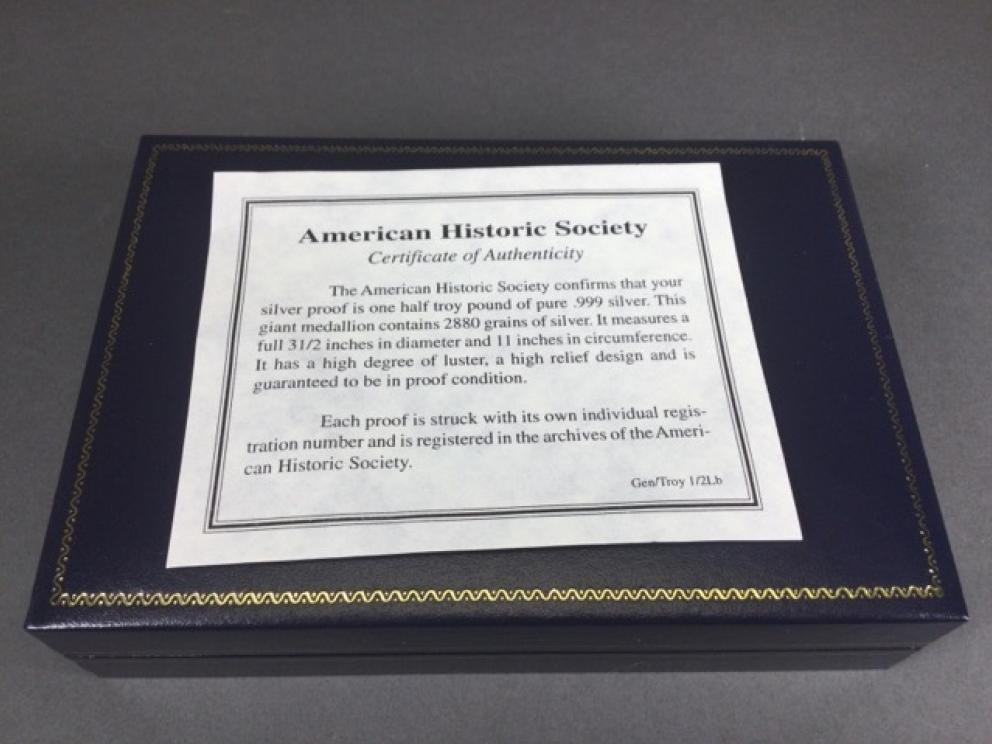 American Historic Society
Certificate of Authenticity
The American Historic Society confirms that your
silver proof is one half troy pound of pure .999 silver. This
giant medallion contains 2880 grains of silver. It measures a
full 31/2 inches in diameter and 11 inches in circumference.
It has a high degree of luster, a high relief design and is
guaranteed to be in proof condition.
Each proof is struck with its own individual regis-
tration number and is registered in the archives of the Ameri-
can Historic Society.
Gen/Troy 1/2Lb